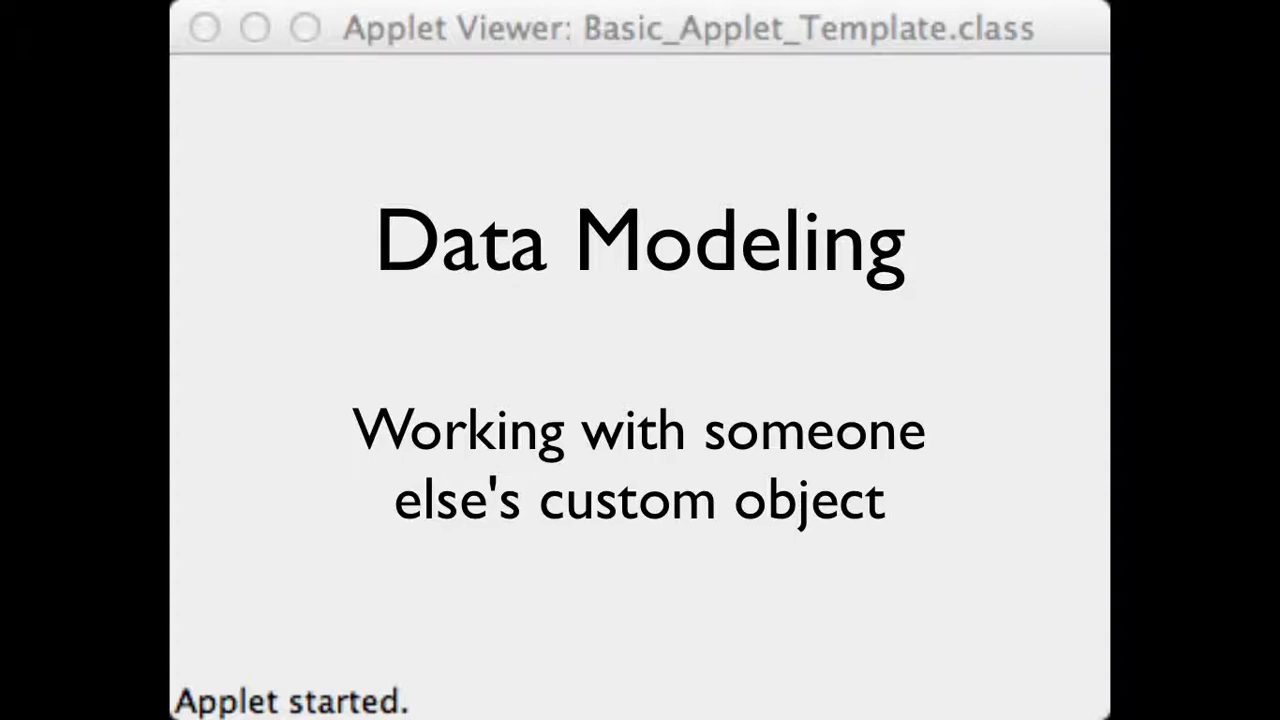 Applet Viewer: Basic_Applet_Template.class
Data Modeling
Working with someone
else's custom object
Applet started.